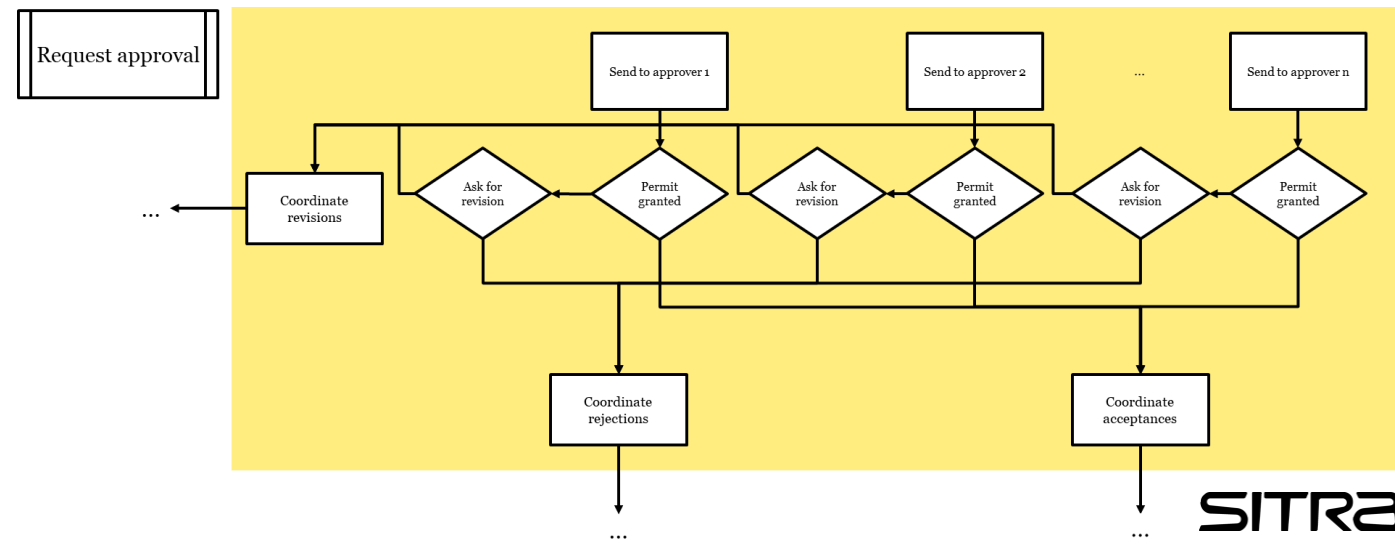 Request approval
Send to approver 1
Send to approver 2
...
Send to approver n
Ask for
revision
Permit
granted
Ask for
revision
Permit
granted
Ask for
revision
Permit
granted
...
Coordinate
revisions
Coordinate
rejections
Coordinate
acceptances
...
...
SITRA